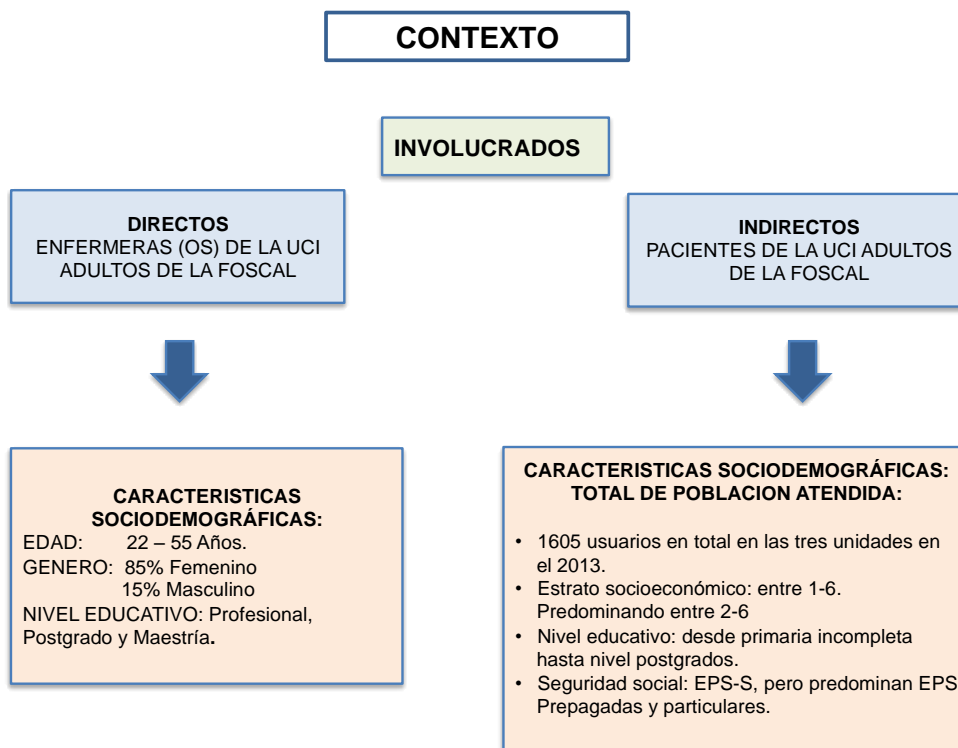 CONTEXTO
INVOLUCRADOS
DIRECTOS
ENFERMERAS (OS) DE LA UCI
ADULTOS DE LA FOSCAL
INDIRECTOS
PACIENTES DE LA UCI ADULTOS
DE LA FOSCAL
CARACTERISTICAS
SOCIODEMOGRÁFICAS:
EDAD: 22 – 55 Años.
GENERO: 85% Femenino
15% Masculino
NIVEL EDUCATIVO: Profesional,
Postgrado y Maestría.
CARACTERISTICAS SOCIODEMOGRÁFICAS:
TOTAL DE POBLACION ATENDIDA:
• 1605 usuarios en total en las tres unidades en
el 2013.
• Estrato socioeconómico: entre 1-6.
Predominando entre 2-6
• Nivel educativo: desde primaria incompleta
hasta nivel postgrados.
• Seguridad social: EPS-S, pero predominan EPS
Prepagadas y particulares.